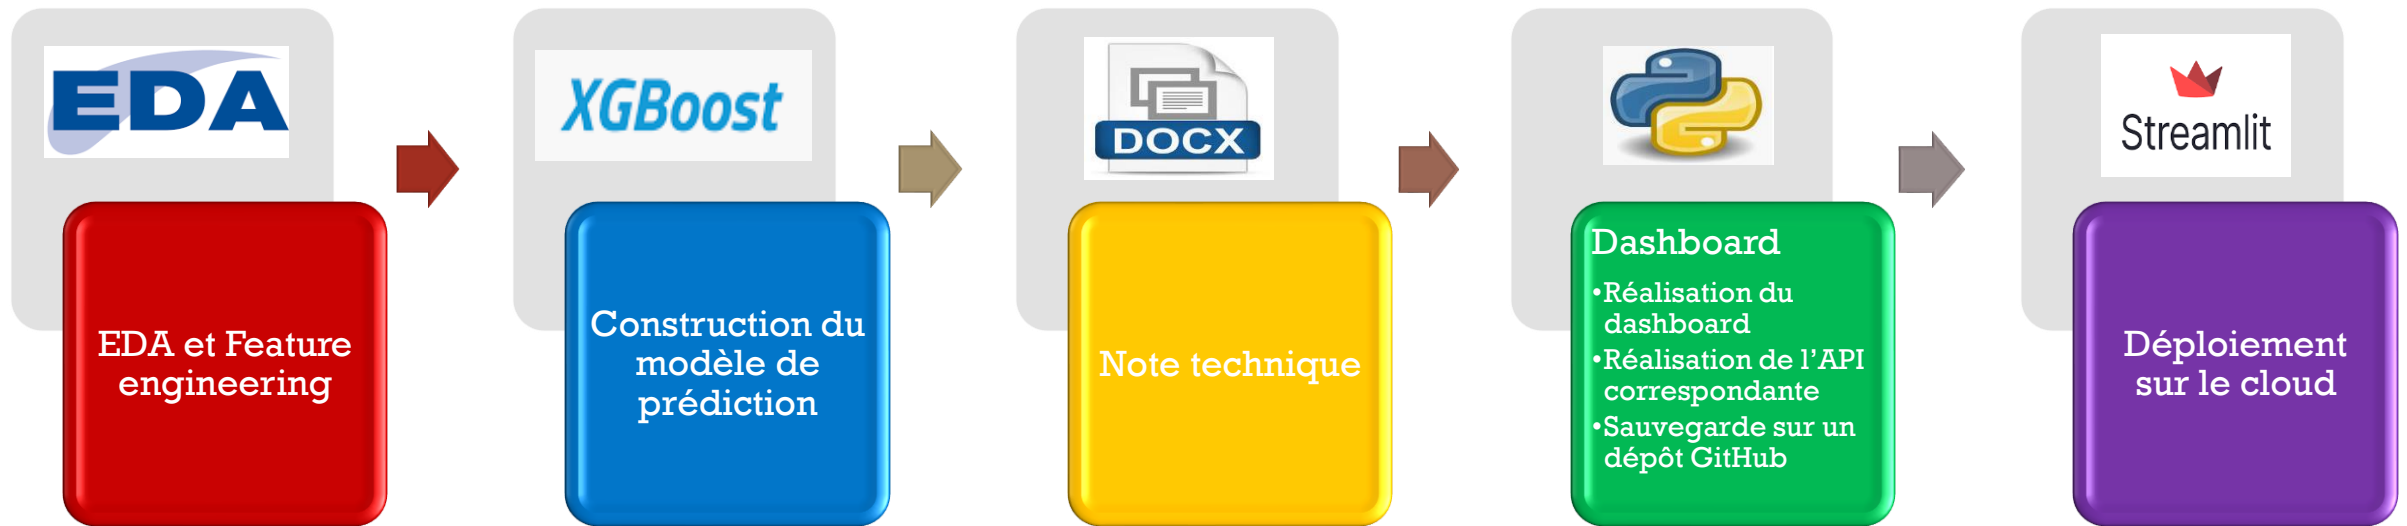 EDA
EDA et Feature
engineering
XGBoost
Construction du
modèle de
prédiction
DOCX
Note technique
Dashboard
•Réalisation du
dashboard
•Réalisation de l’API
correspondante
•Sauvegarde sur un
dépôt GitHub
Streamlit
Déploiement
sur le cloud